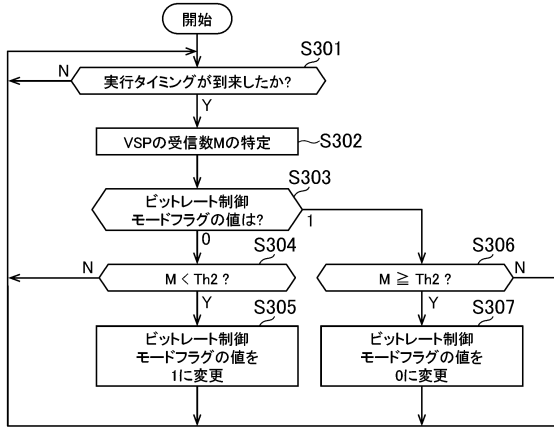 開始
S301
実行タイミングが到来したか?
N
Y
VSPの受信数Mの特定
S302
S303
ビットレート制御
モードフラグの値は?
0
1
S304
M < Th2 ?
N
Y
S306
M ≧ Th2 ?
N
Y
S305
ビットレート制御
モードフラグの値を
1に変更
S307
ビットレート制御
モードフラグの値を
0に変更